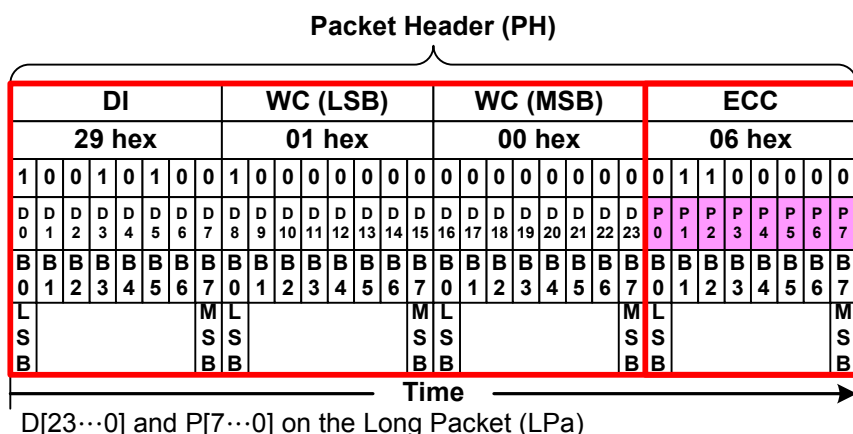 Packet Header (PH)
DI WC (LSB) WC (MSB) ECC
29 hex 01 hex 00 hex 06 hex
1 0 0 1 0 1 0 0 1 0 0 0 0 0 0 0 0 0 0 0 0 0 0 0 0 1 1 0 0 0 0 0
D0 D1 D2 D3 D4 D5 D6 D7 D8 D9 D10 D11 D12 D13 D14 D15 D16 D17 D18 D19 D20 D21 D22 D23 P0 P1 P2 P3 P4 P5 P6 P7
B0 B1 B2 B3 B4 B5 B6 B7 B0 B1 B2 B3 B4 B5 B6 B7 B0 B1 B2 B3 B4 B5 B6 B7 B0 B1 B2 B3 B4 B5 B6 B7
LSB MSB LSB MSB LSB MSB LSB MSB
Time
D[23⋯0] and P[7⋯0] on the Long Packet (LPa)